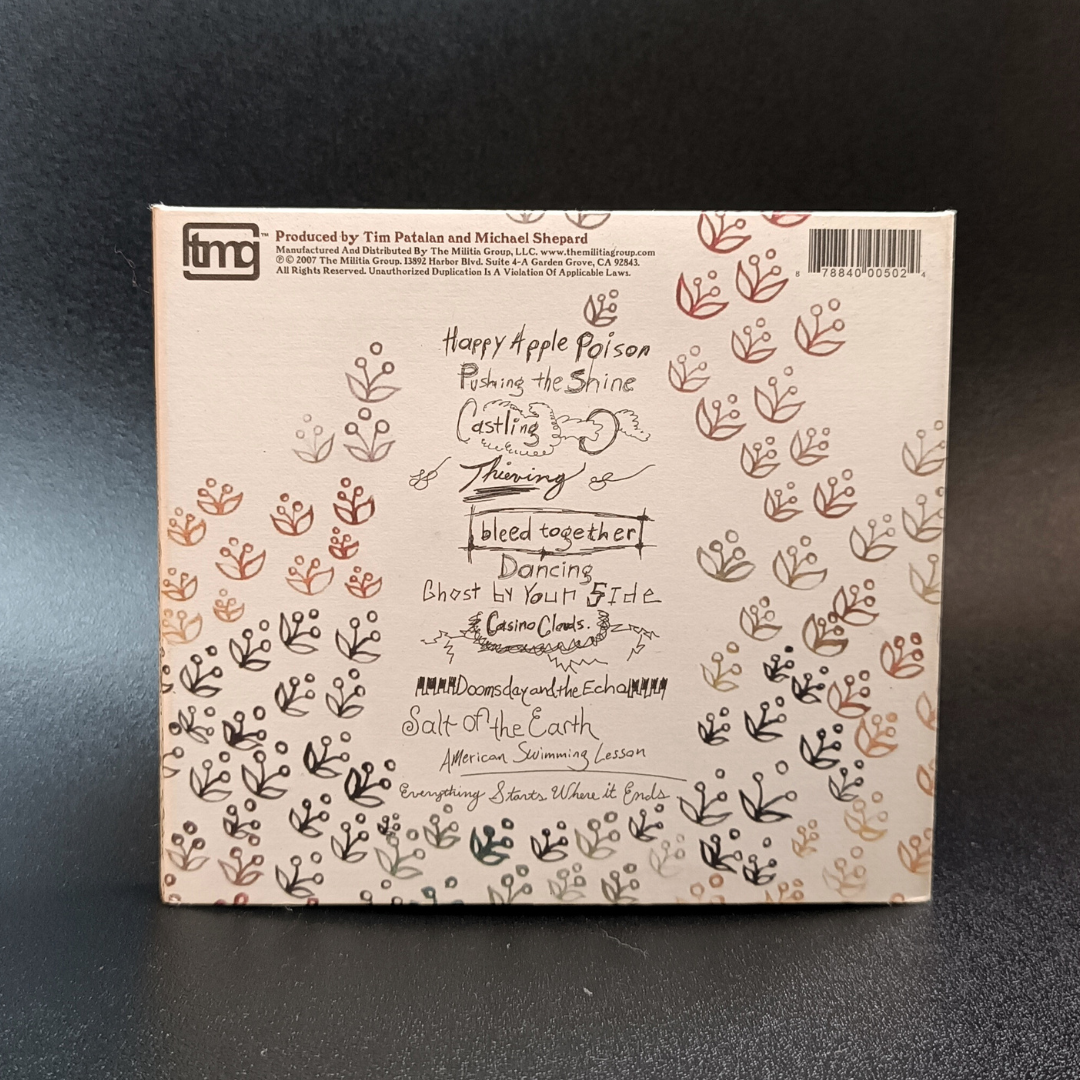 tmg™
Produced by Tim Patalan and Michael Shepard
Manufactured And Distributed By The Militia Group, LLC. www.themilitiagroup.com
℗ © 2007 The Militia Group. 13892 Harbor Blvd. Suite 4-A Garden Grove, CA 92843.
All Rights Reserved. Unauthorized Duplication Is A Violation Of Applicable Laws.
8 78840 00502 4
Happy Apple Poison
Pushing the Shine
Castling
Thieving
bleed together
Dancing
Ghost by Your Side
Casino Clouds.
Doomsday and the Echo
Salt of the Earth
American Swimming Lesson
Everything Starts Where it Ends